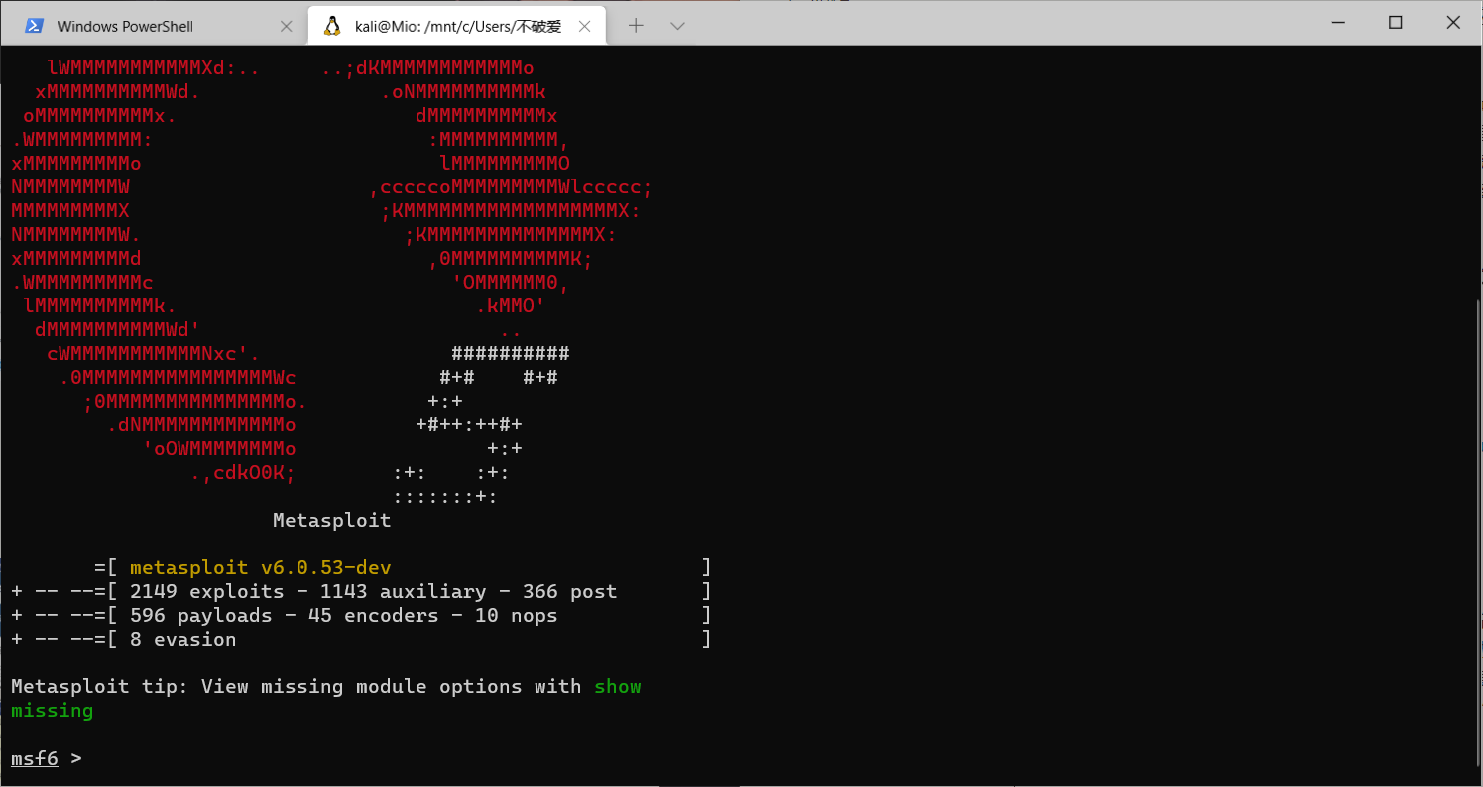 Windows PowerShell
kali@Mio: /mnt/c/Users/不破爱
   lWMMMMMMMMMMMXd:..     ..;dKMMMMMMMMMMMMo
  xMMMMMMMMMMWd.               .oNMMMMMMMMMMk
 oMMMMMMMMMMx.                    dMMMMMMMMMMx
.WMMMMMMMMM:                       :MMMMMMMMMM,
xMMMMMMMMMo                         lMMMMMMMMMO
NMMMMMMMMW                    ,cccccoMMMMMMMMMWlccccc;
MMMMMMMMMX                     ;KMMMMMMMMMMMMMMMMMMX:
NMMMMMMMMW.                      ;KMMMMMMMMMMMMMMX:
xMMMMMMMMMd                        ,0MMMMMMMMMMK;
.WMMMMMMMMMc                         'OMMMMMM0,
 lMMMMMMMMMMk.                         .kMMO'
  dMMMMMMMMMMWd'                         ..
   cWMMMMMMMMMMMNxc'.                ##########
    .0MMMMMMMMMMMMMMMMWc            #+#    #+#
      ;0MMMMMMMMMMMMMMMo.          +:+
        .dNMMMMMMMMMMMMo          +#++:++#+
           'oOWMMMMMMMMo                +:+
               .,cdkO0K;        :+:    :+:
                                :::::::+:
                      Metasploit
       =[ metasploit v6.0.53-dev                          ]
+ -- --=[ 2149 exploits - 1143 auxiliary - 366 post       ]
+ -- --=[ 596 payloads - 45 encoders - 10 nops            ]
+ -- --=[ 8 evasion                                       ]
Metasploit tip: View missing module options with show
missing
msf6 >